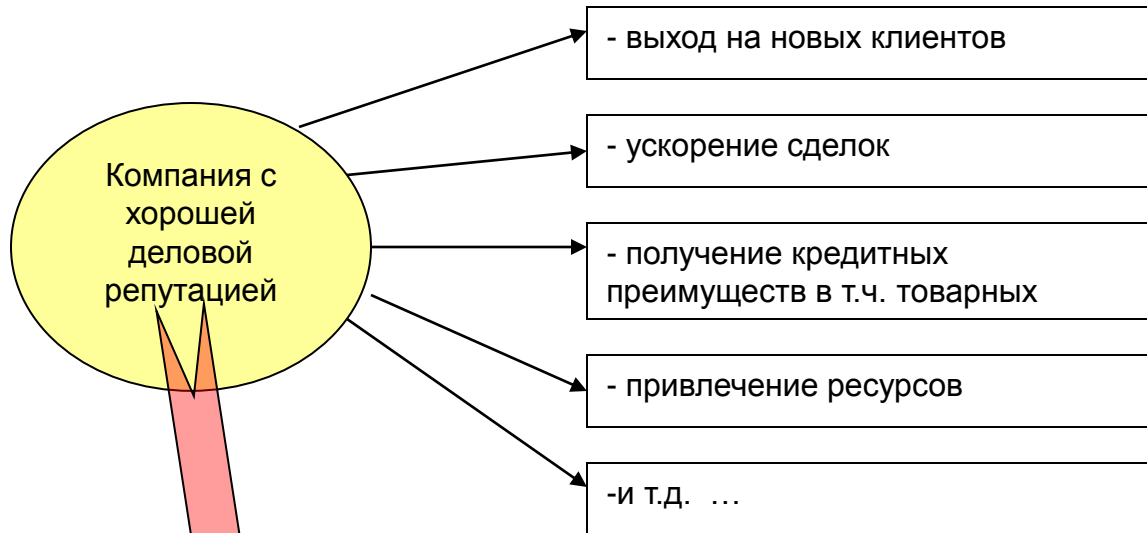 Компания с
хорошей
деловой
репутацией
- выход на новых клиентов
- ускорение сделок
- получение кредитных
преимуществ в т.ч. товарных
- привлечение ресурсов
-и т.д.  …